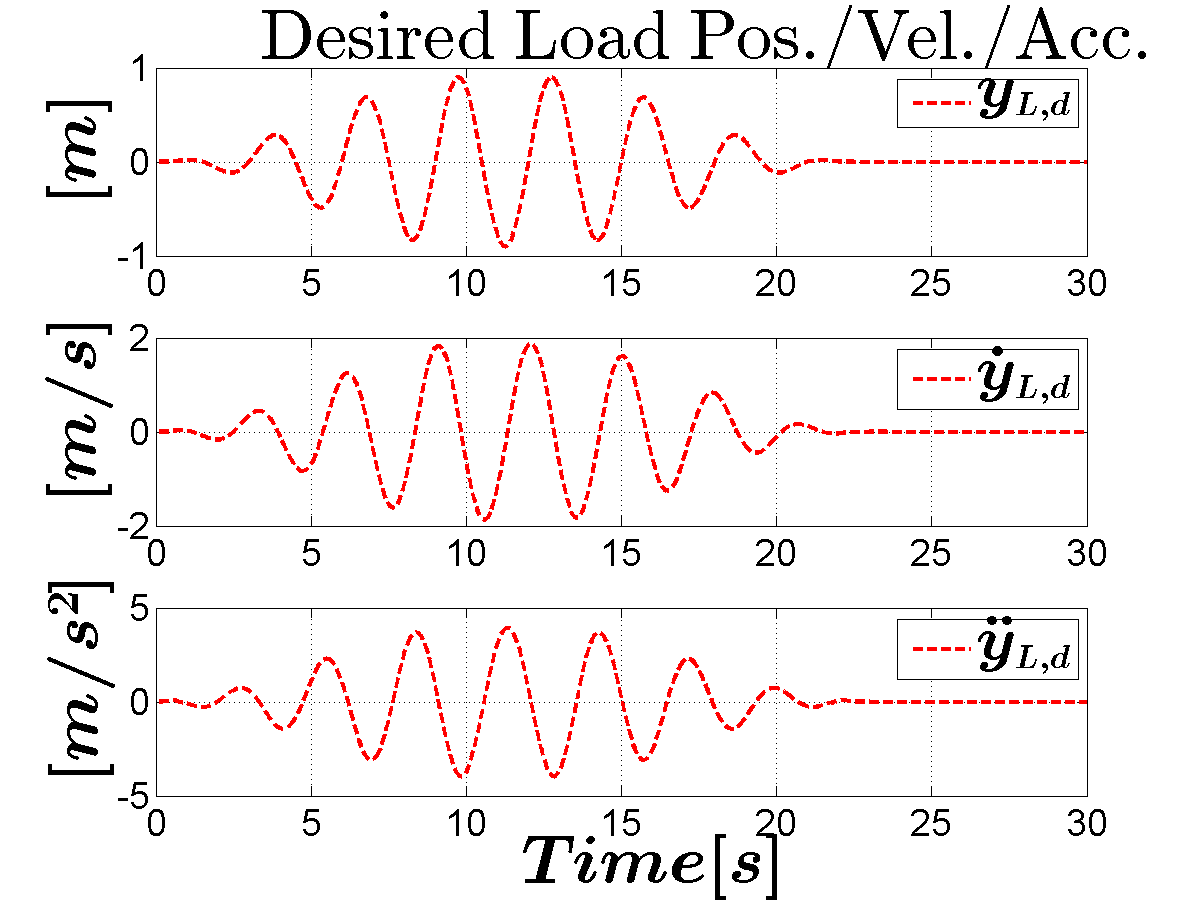 Desired Load Pos./Vel./Acc.
[m]
1
0
-1
0 5 10 15 20 25 30
y_{L,d}
[m/s]
2
0
-2
0 5 10 15 20 25 30
ẏ_{L,d}
[m/s²]
5
0
-5
0 5 10 15 20 25 30
ÿ_{L,d}
Time[s]